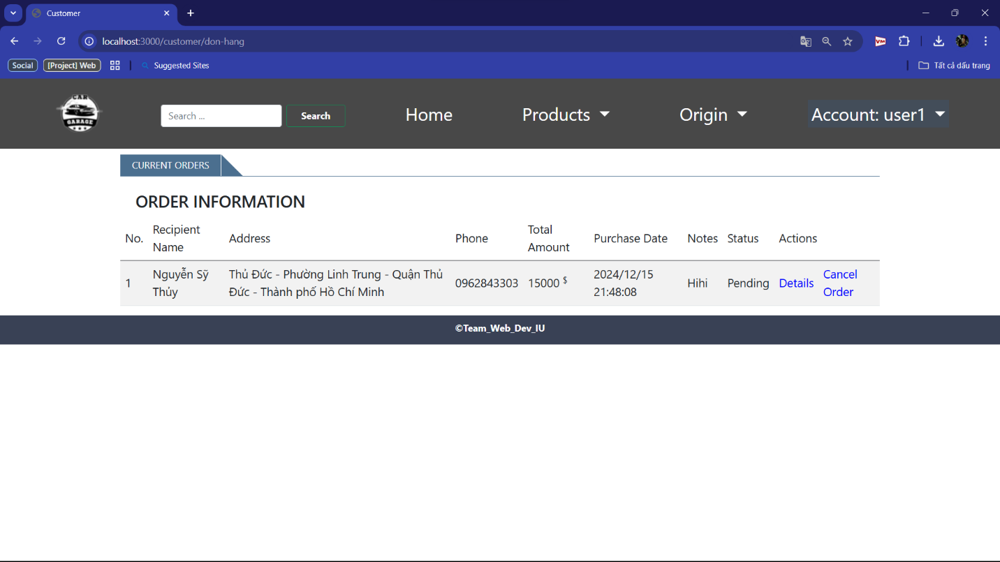 Customer
localhost:3000/customer/don-hang
Social
[Project] Web
Suggested Sites
Tất cả dấu trang
CAR
GARAGE
Search ...
Search
Home
Products
Origin
Account: user1
CURRENT ORDERS
ORDER INFORMATION
No.
Recipient
Name
Address
Phone
Total
Amount
Purchase Date
Notes
Status
Actions
1
Nguyễn Sỹ
Thủy
Thủ Đức - Phường Linh Trung - Quận Thủ
Đức - Thành phố Hồ Chí Minh
0962843303
15000 $
2024/12/15
21:48:08
Hihi
Pending
Details
Cancel
Order
©Team_Web_Dev_IU